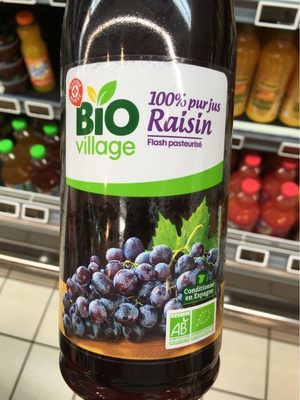 BiO
village
100% pur jus
Raisin
Flash pasteurisé
Conditionné
en Espagne
AB